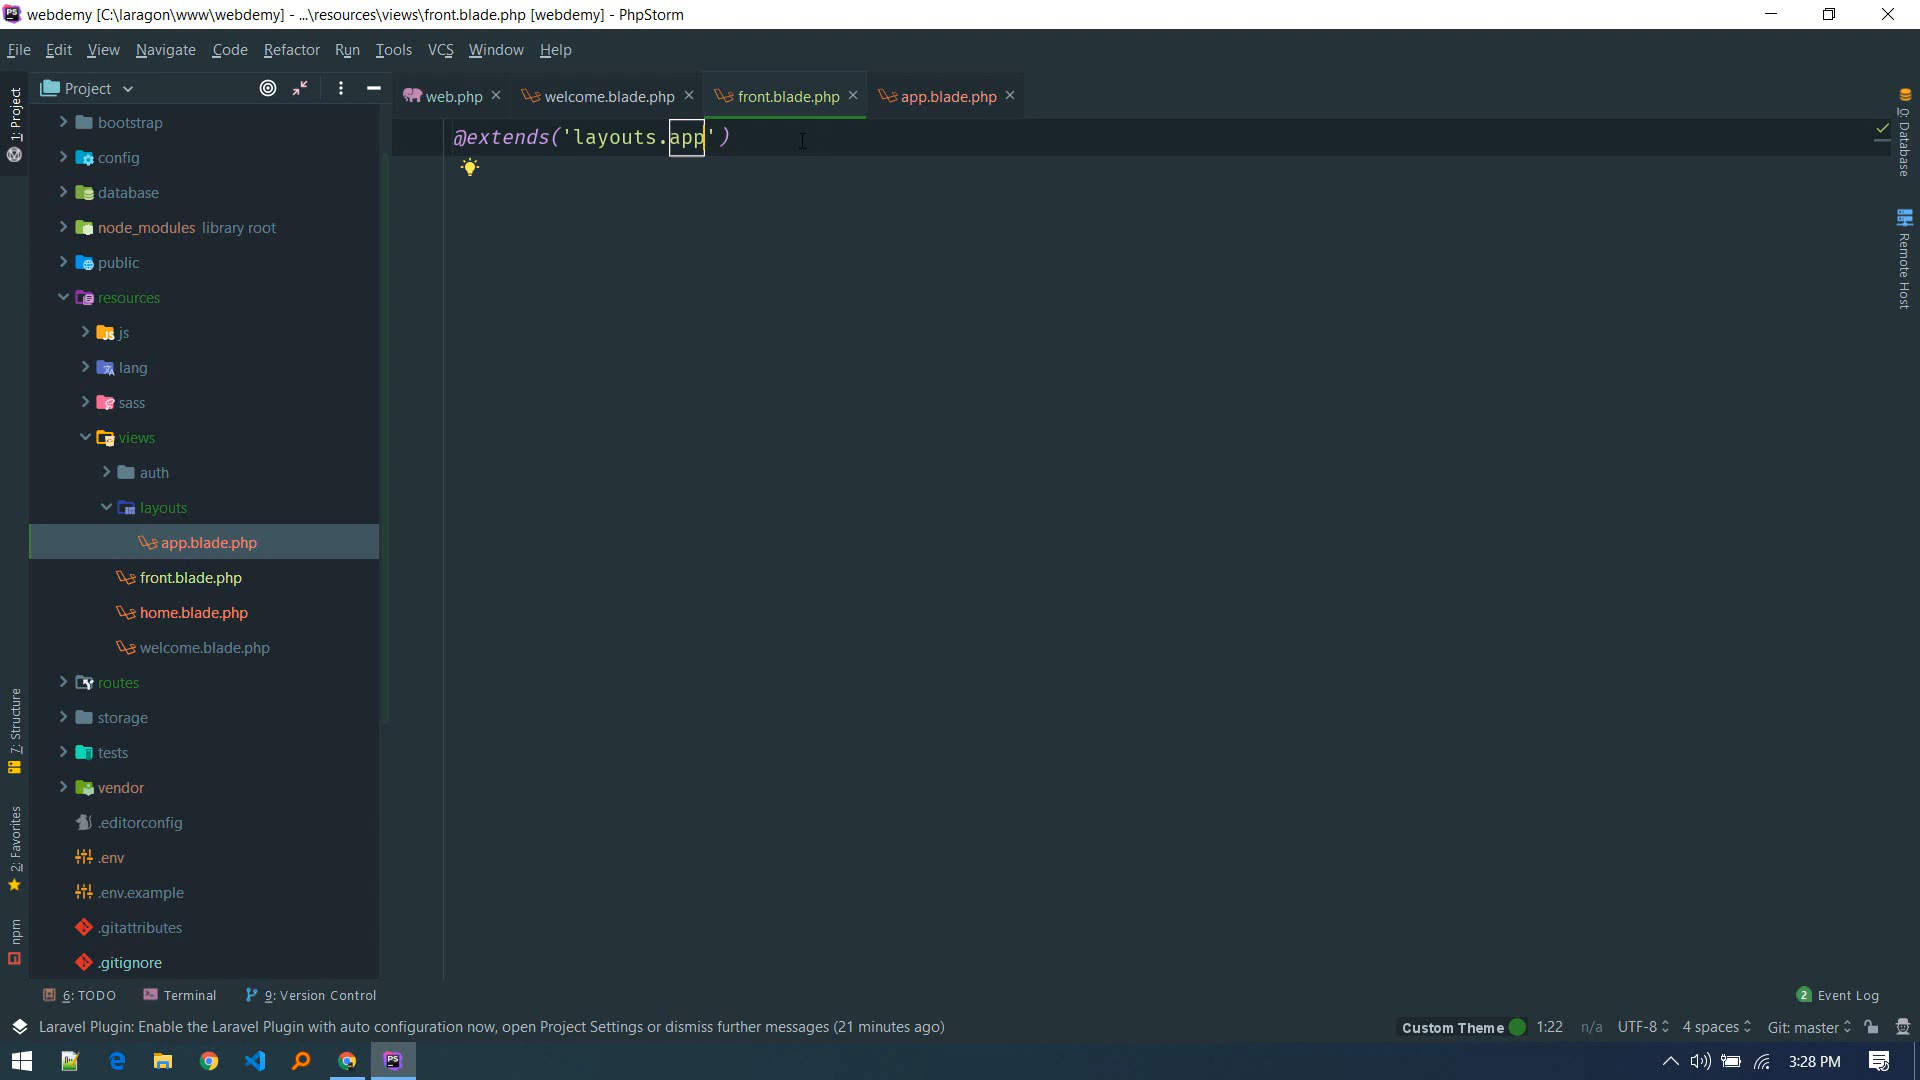 webdemy [C:\laragon\www\webdemy] - ...\resources\views\front.blade.php [webdemy] - PhpStorm
File Edit View Navigate Code Refactor Run Tools VCS Window Help
Project
web.php
welcome.blade.php
front.blade.php
app.blade.php
1: Project
7: Structure
2: Favorites
npm
bootstrap
config
database
node_modules library root
public
resources
js
lang
sass
views
auth
layouts
app.blade.php
front.blade.php
home.blade.php
welcome.blade.php
routes
storage
tests
vendor
.editorconfig
.env
.env.example
.gitattributes
.gitignore
@extends('layouts.app')
0: Database
Remote Host
6: TODO Terminal 9: Version Control
2 Event Log
Laravel Plugin: Enable the Laravel Plugin with auto configuration now, open Project Settings or dismiss further messages (21 minutes ago)
Custom Theme 1:22 n/a UTF-8 4 spaces Git: master
PS
3:28 PM